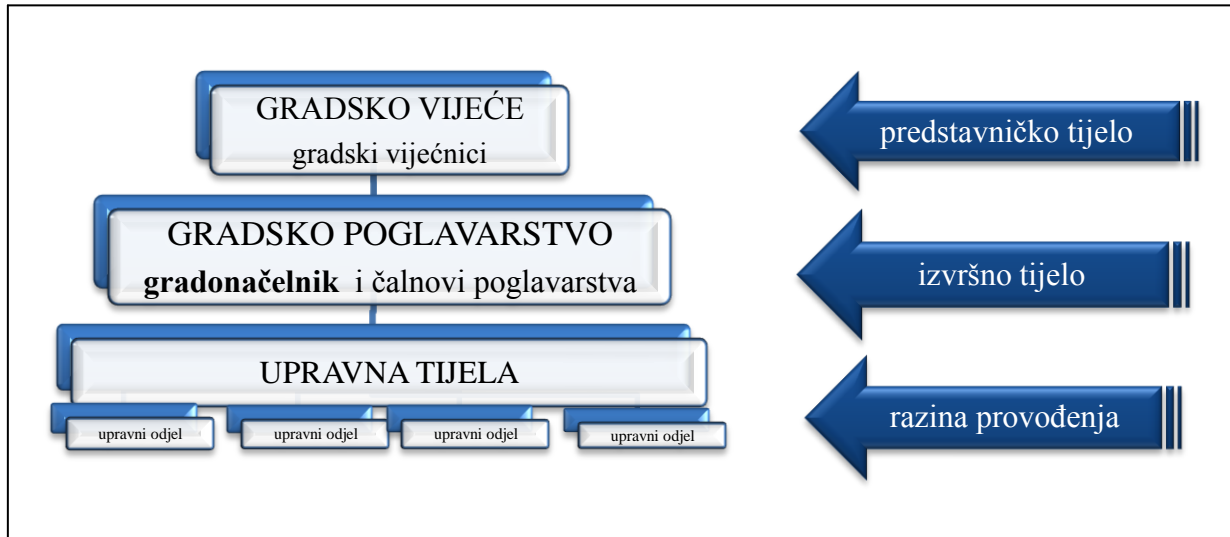 GRADSKO VIJEĆE
gradski vijećnici
predstavničko tijelo
GRADSKO POGLAVARSTVO
gradonačelnik i čalnovi poglavarstva
izvršno tijelo
UPRAVNA TIJELA
razina provođenja
upravni odjel
upravni odjel
upravni odjel
upravni odjel